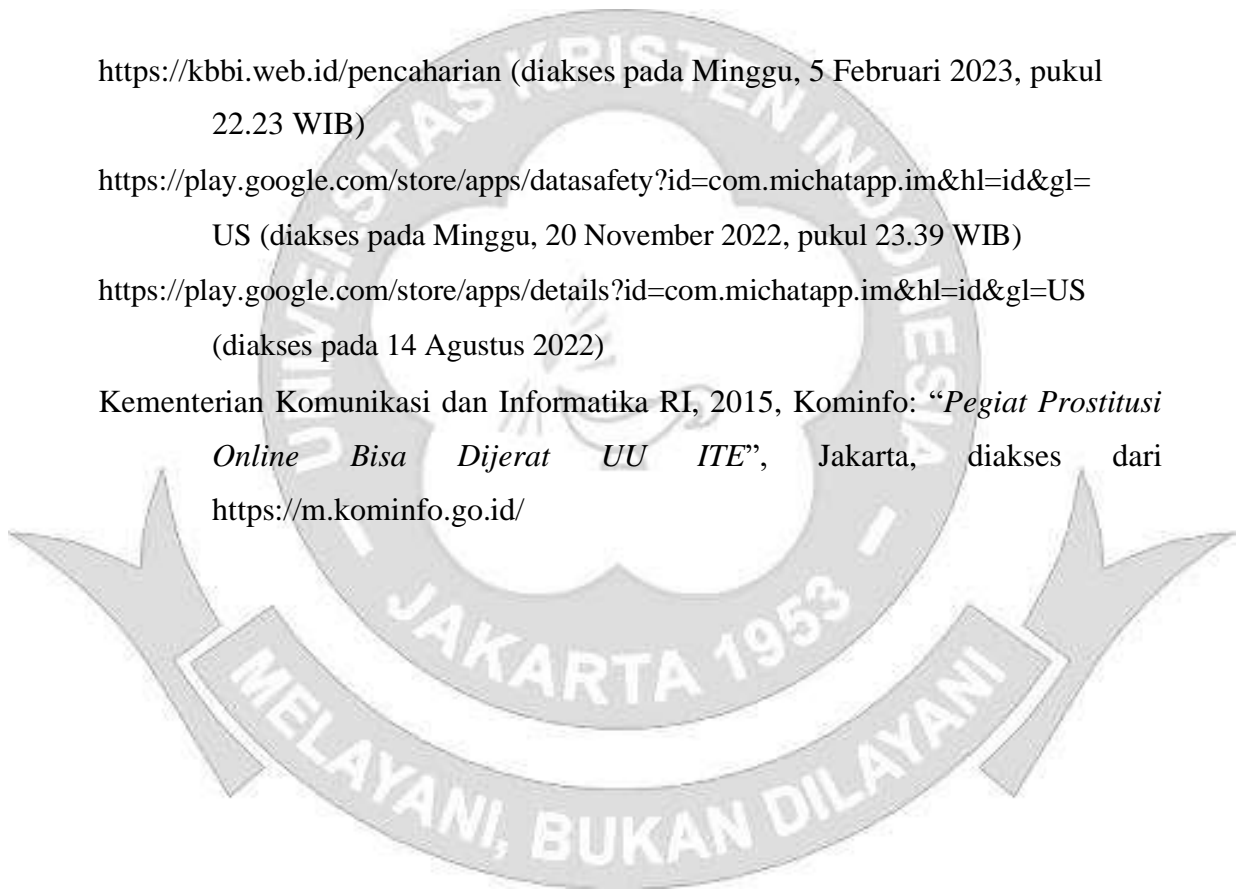 https://kbbi.web.id/pencaharian (diakses pada Minggu, 5 Februari 2023, pukul
22.23 WIB)
https://play.google.com/store/apps/datasafety?id=com.michatapp.im&hl=id&gl=
US (diakses pada Minggu, 20 November 2022, pukul 23.39 WIB)
https://play.google.com/store/apps/details?id=com.michatapp.im&hl=id&gl=US
(diakses pada 14 Agustus 2022)
Kementerian Komunikasi dan Informatika RI, 2015, Kominfo: “Pegiat Prostitusi
Online Bisa Dijerat UU ITE”, Jakarta, diakses dari
https://m.kominfo.go.id/
UNIVERSITAS KRISTEN INDONESIA
- JAKARTA 1953 -
MELAYANI, BUKAN DILAYANI